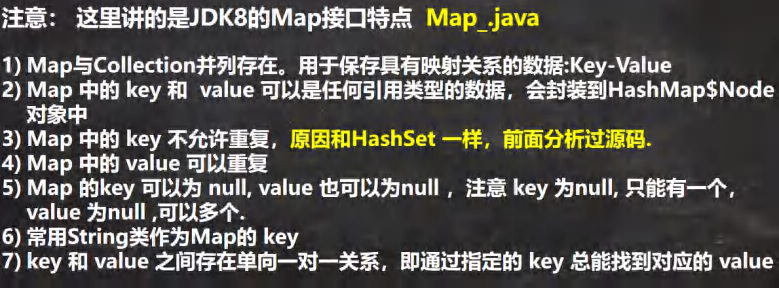 注意： 这里讲的是JDK8的Map接口特点 Map_.java
1) Map与Collection并列存在。用于保存具有映射关系的数据:Key-Value
2) Map 中的 key 和 value 可以是任何引用类型的数据，会封装到HashMap$Node
对象中
3) Map 中的 key 不允许重复，原因和HashSet 一样，前面分析过源码.
4) Map 中的 value 可以重复
5) Map 的key 可以为 null, value 也可以为null ，注意 key 为null, 只能有一个，
value 为null ,可以多个.
6) 常用String类作为Map的 key
7) key 和 value 之间存在单向一对一关系，即通过指定的 key 总能找到对应的 value